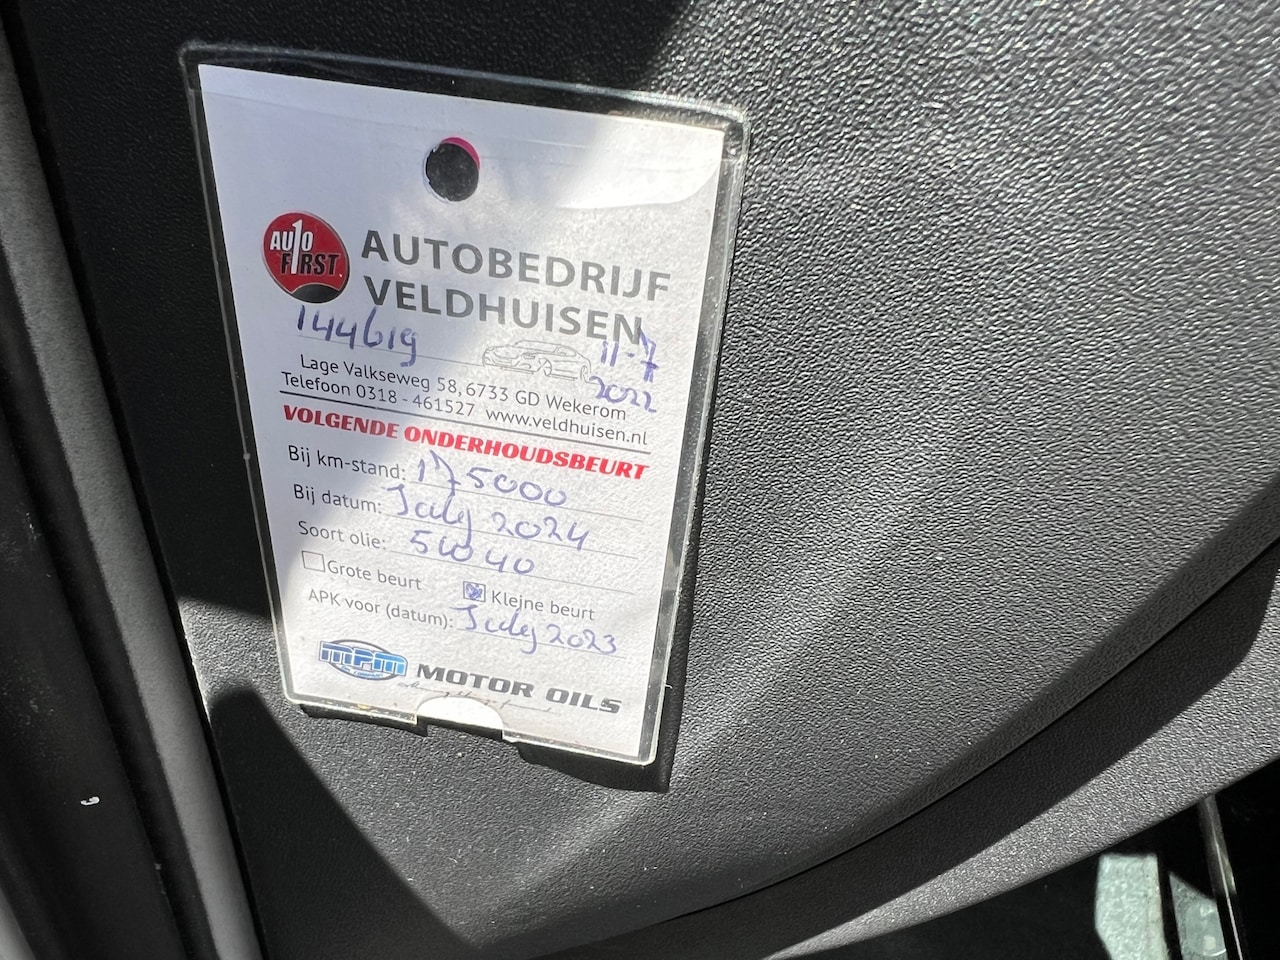 AUTO
FIRST
AUTOBEDRIJF
VELDHUISEN
144619
11-7
2022
Lage Valkseweg 58, 6733 GD Wekerom
Telefoon 0318 - 461527 www.veldhuisen.nl
VOLGENDE ONDERHOUDSBEURT
Bij km-stand: 175000
Bij datum: July 2024
Soort olie: 5W40
Grote beurt Kleine beurt
APK voor (datum): July 2023
MPM
MOTOR OILS